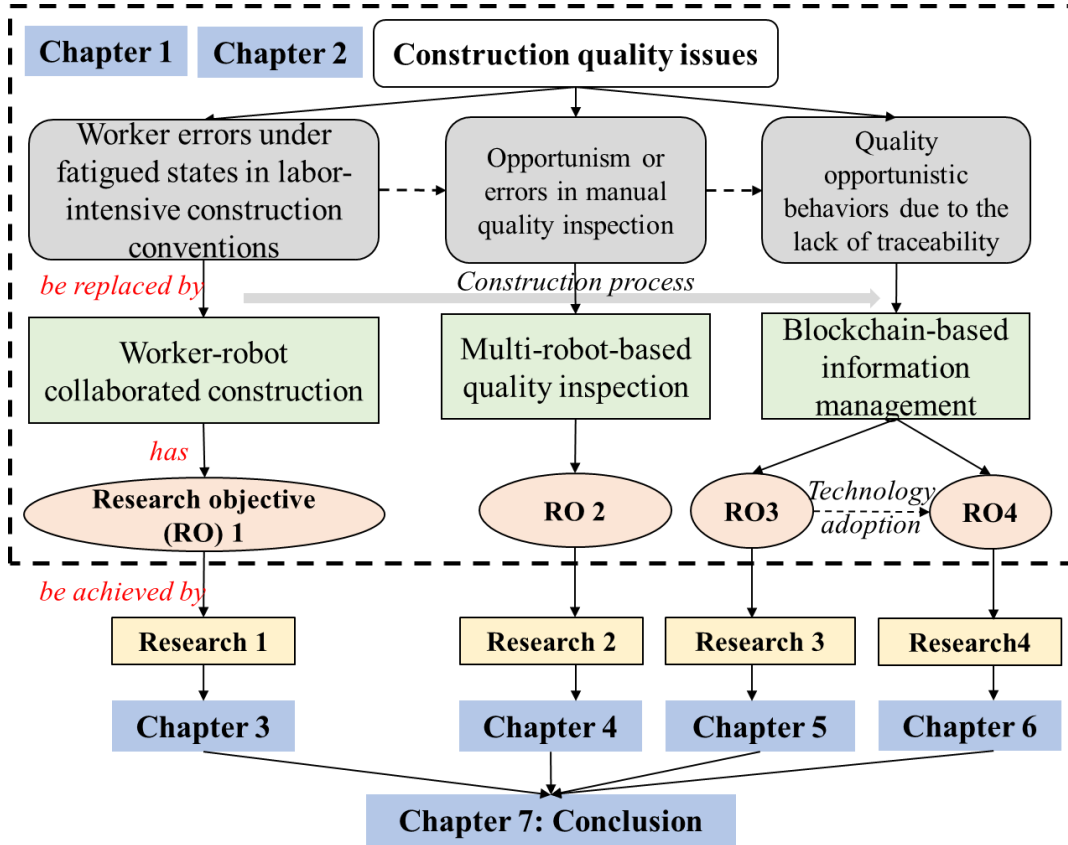 Chapter 1
Chapter 2
Construction quality issues
Worker errors under
fatigued states in labor-
intensive construction
conventions
Opportunism or
errors in manual
quality inspection
Quality
opportunistic
behaviors due to the
lack of traceability
be replaced by
Construction process
Worker-robot
collaborated construction
Multi-robot-based
quality inspection
Blockchain-based
information
management
has
Research objective
(RO) 1
RO 2
RO3
Technology
adoption
RO4
be achieved by
Research 1
Research 2
Research 3
Research4
Chapter 3
Chapter 4
Chapter 5
Chapter 6
Chapter 7: Conclusion